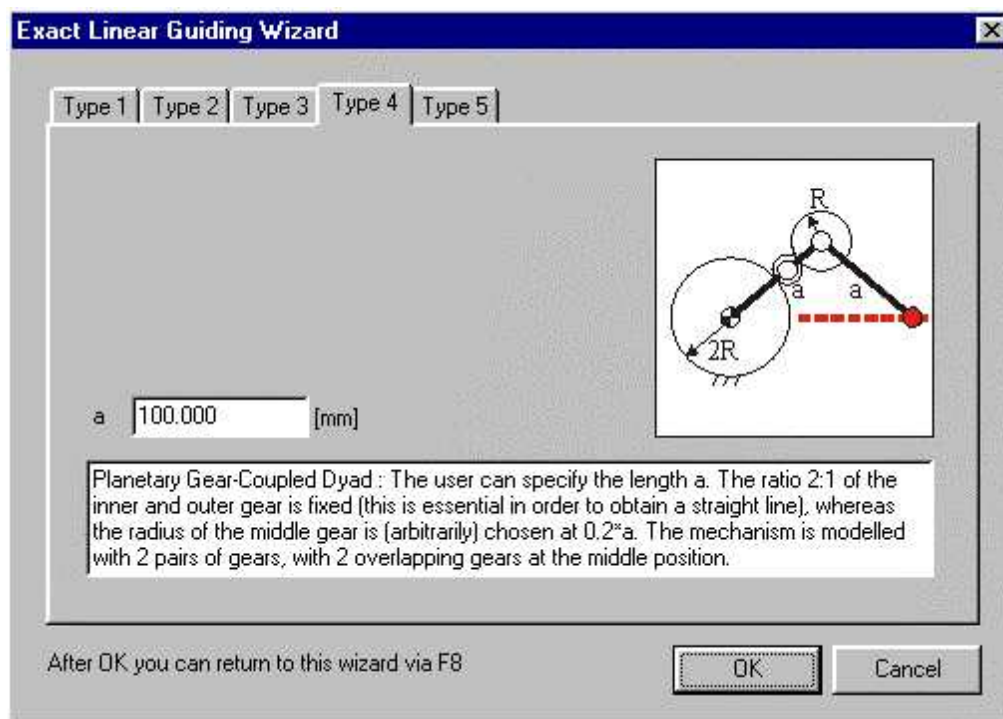 Exact Linear Guiding Wizard
Type 1 Type 2 Type 3 Type 4 Type 5
R
a a
2R
a 100.000 [mm]
Planetary Gear-Coupled Dyad : The user can specify the length a. The ratio 2:1 of the
inner and outer gear is fixed (this is essential in order to obtain a straight line), whereas
the radius of the middle gear is (arbitrarily) chosen at 0.2*a. The mechanism is modelled
with 2 pairs of gears, with 2 overlapping gears at the middle position.
After OK you can return to this wizard via F8
OK Cancel